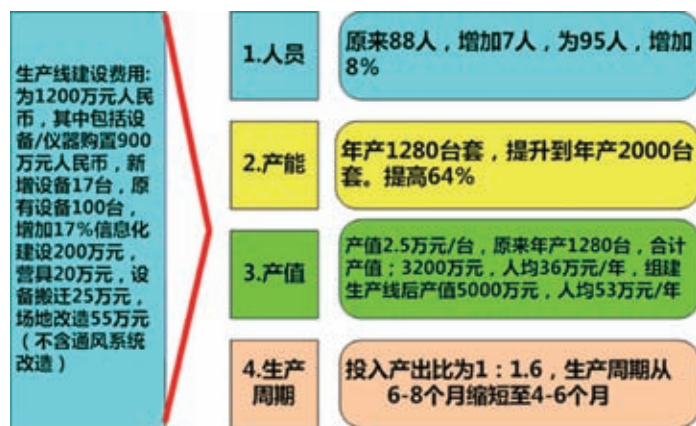 生产线建设费用:
为1200万元人民
币，其中包括设
备/仪器购置900
万元人民币，新
增设备17台，原
有设备100台，
增加17%信息化
建设200万元，
营具20万元，设
备搬迁25万元，
场地改造55万元
（不含通风系统
改造）
1.人员
原来88人，增加7人，为95人，增加
8%
2.产能
年产1280台套，提升到年产2000台
套。提高64%
3.产值
产值2.5万元/台，原来年产1280台，合计
产值；3200万元，人均36万元/年，组建
生产线后产值5000万元，人均53万元/年
4.生产
周期
投入产出比为1：1.6，生产周期从
6-8个月缩短至4-6个月